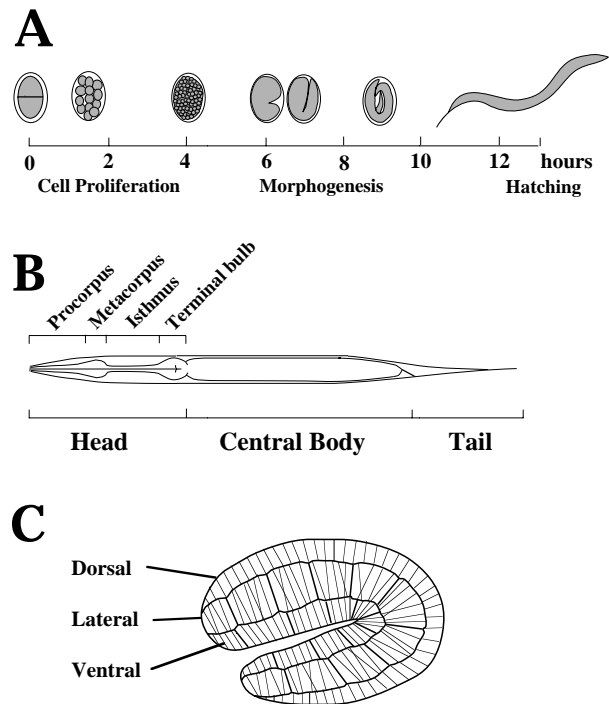 A
0 2 4 6 8 10 12 hours
Cell Proliferation Morphogenesis Hatching
B
Procorpus Metacorpus Isthmus Terminal bulb
Head Central Body Tail
C
Dorsal
Lateral
Ventral